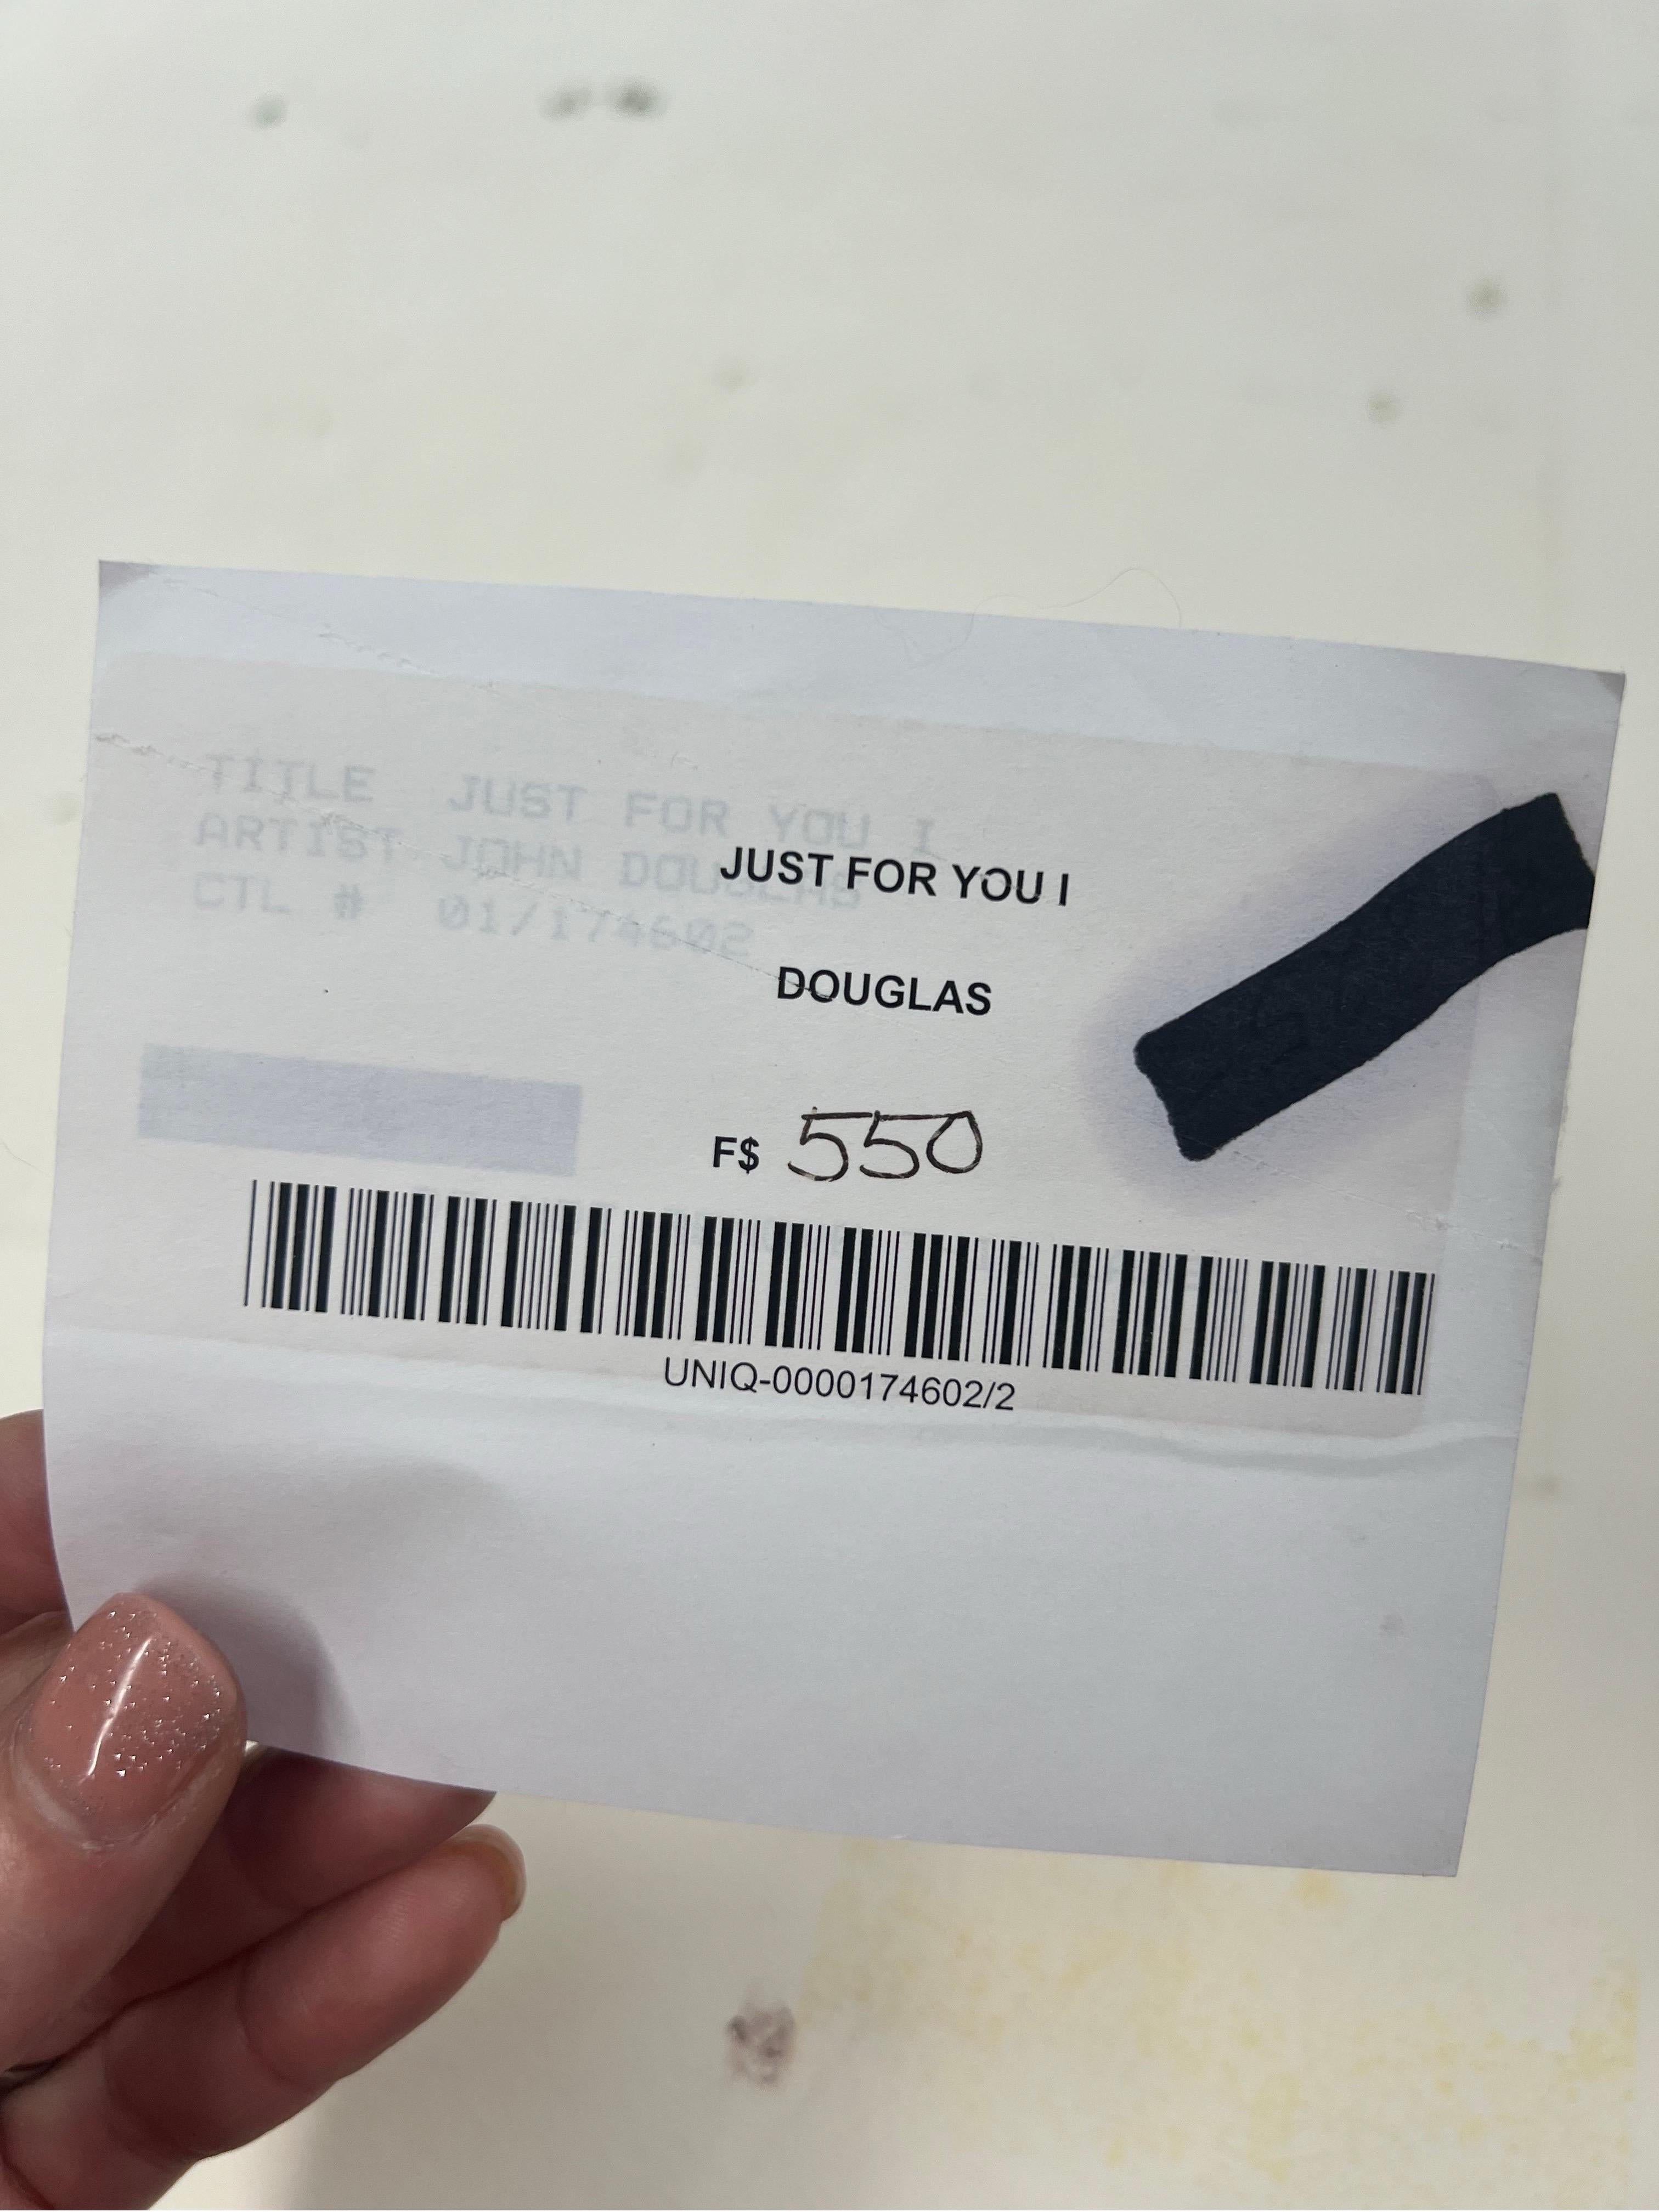 TITLE JUST FOR YOU I
ARTIST JOHN DOUGLAS
CTL # 01/174602
JUST FOR YOU I
DOUGLAS
F$ 550
UNIQ-0000174602/2